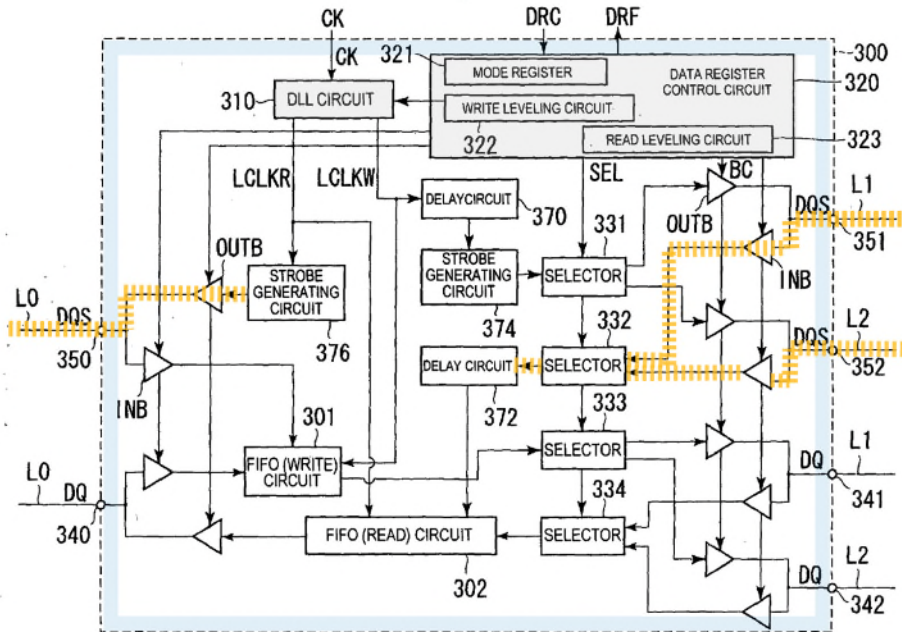 CK
DRC
DRF
CK
321
MODE REGISTER
DATA REGISTER
CONTROL CIRCUIT
300
320
310
DLL CIRCUIT
WRITE LEVELING CIRCUIT
322
READ LEVELING CIRCUIT
323
LCLKR
LCLKW
SEL
BC
DELAYCIRCUIT
370
OUTB
DQS
L1
351
331
OUTB
STROBE
GENERATING
CIRCUIT
376
STROBE
GENERATING
CIRCUIT
374
SELECTOR
INB
L0
DQS
350
332
DQS
L2
352
INB
DELAY CIRCUIT
372
SELECTOR
301
333
FIFO (WRITE)
CIRCUIT
SELECTOR
L0
DQ
340
DQ
L1
341
334
FIFO (READ) CIRCUIT
302
SELECTOR
DQ
L2
342